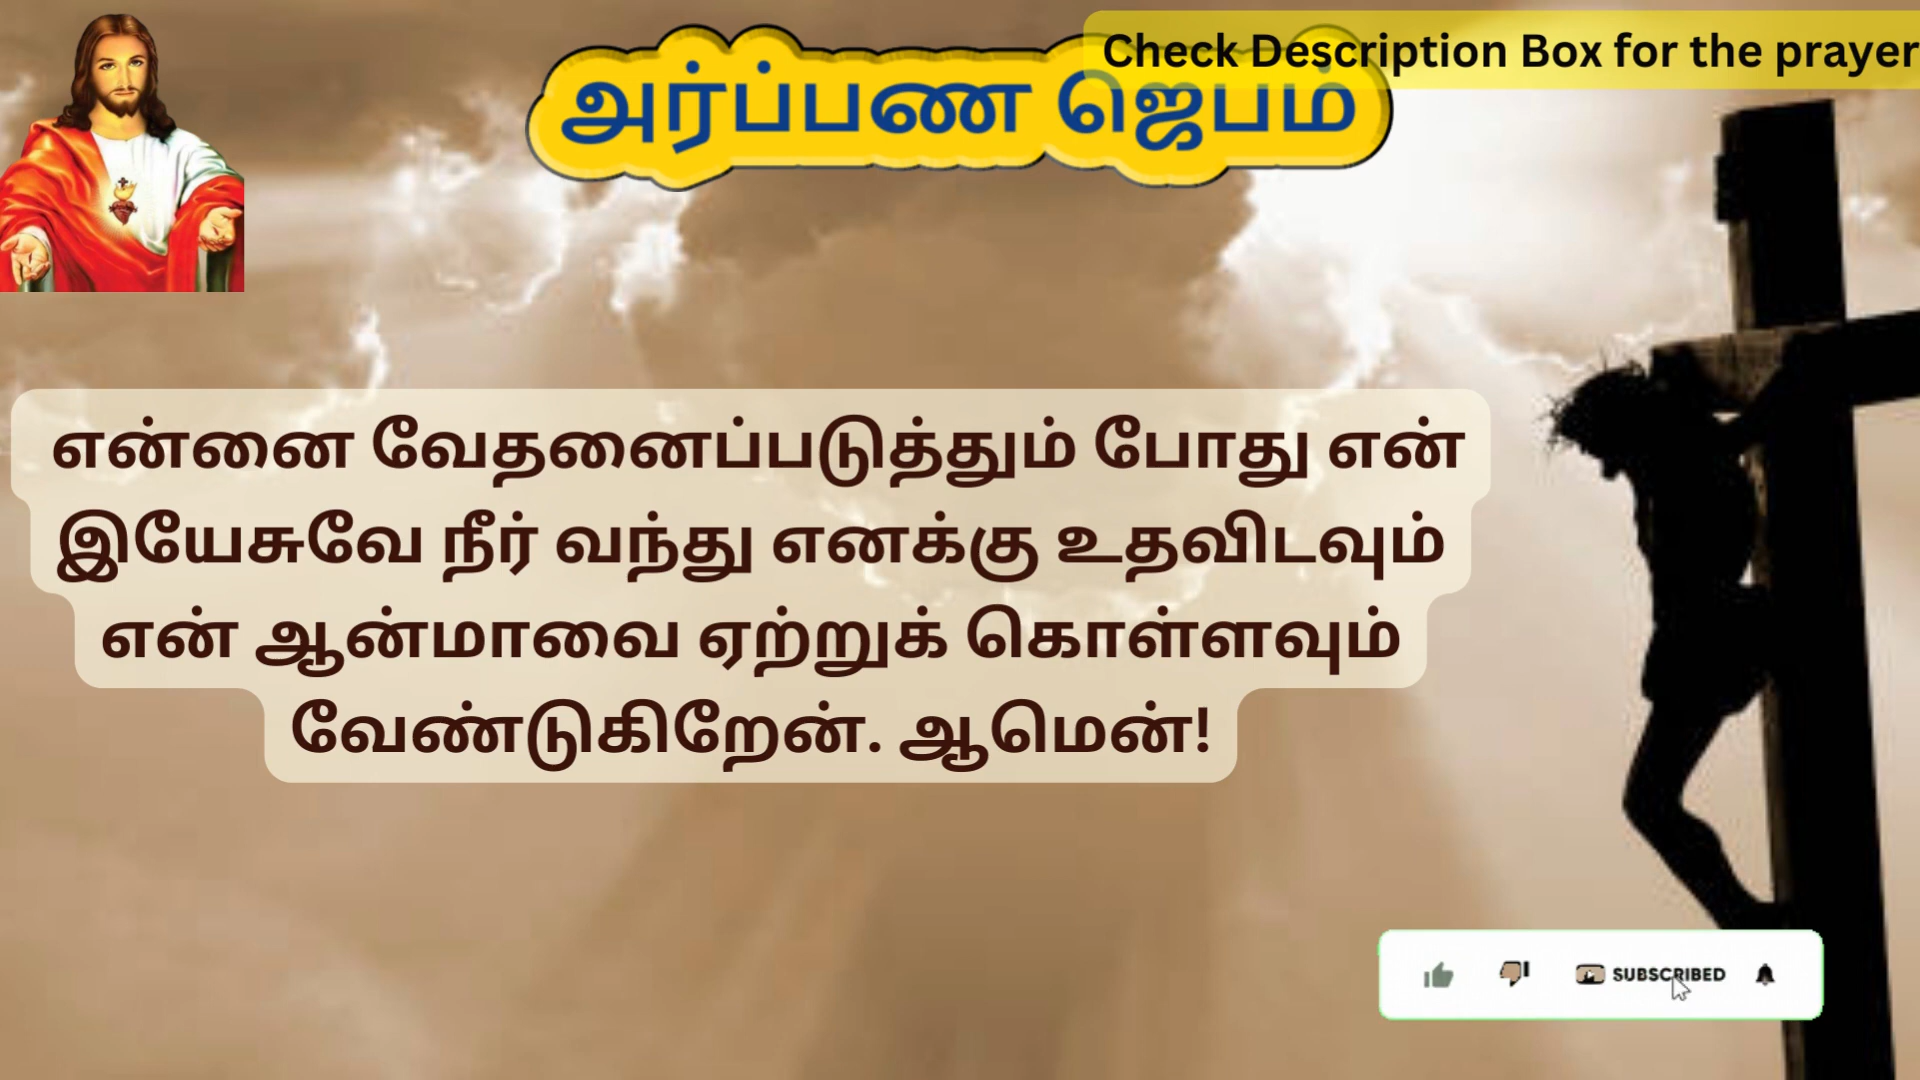 Check Description Box for the prayer
அர்ப்பண ஜெபம்
என்னை வேதனைப்படுத்தும் போது என்
இயேசுவே நீர் வந்து எனக்கு உதவிடவும்
என் ஆன்மாவை ஏற்றுக் கொள்ளவும்
வேண்டுகிறேன். ஆமென்!
SUBSCRIBED